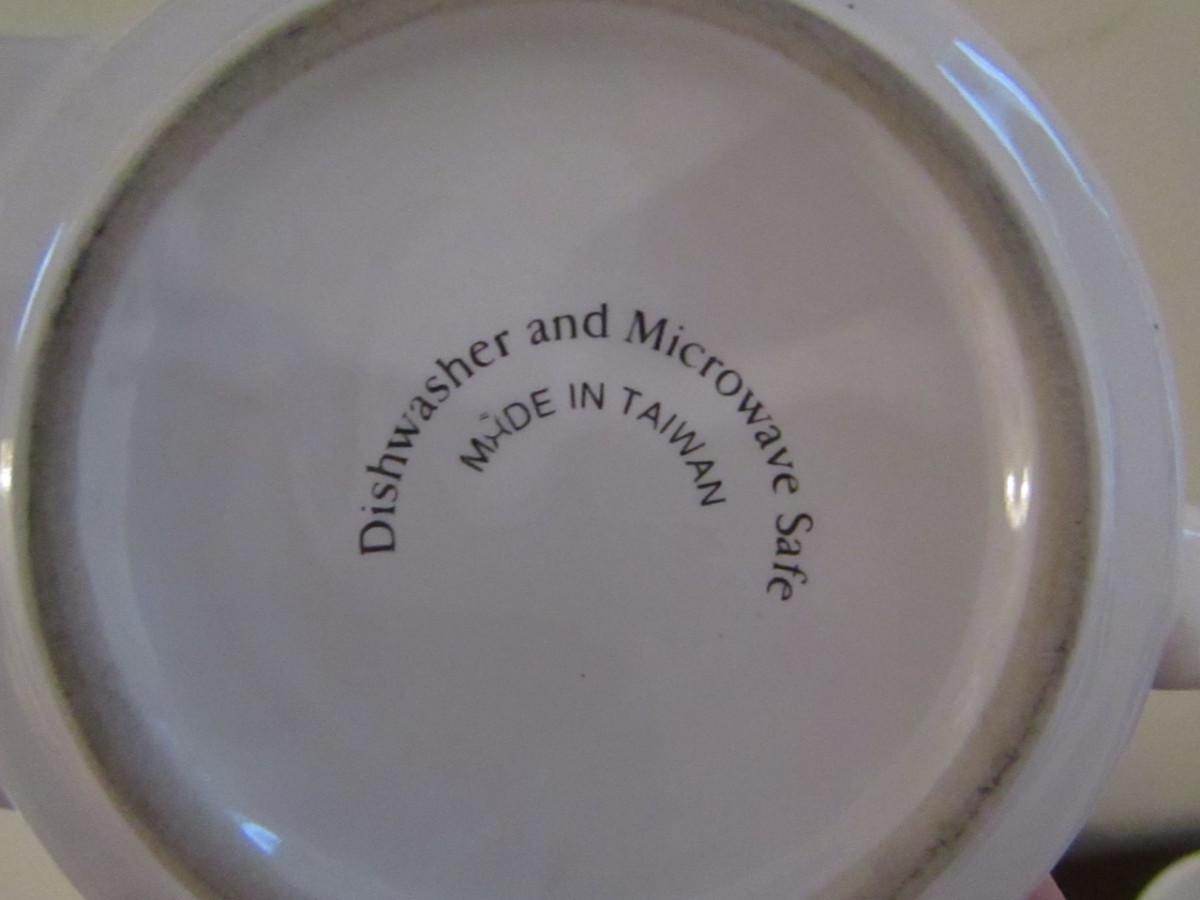 Dishwasher and Microwave Safe
MADE IN TAIWAN